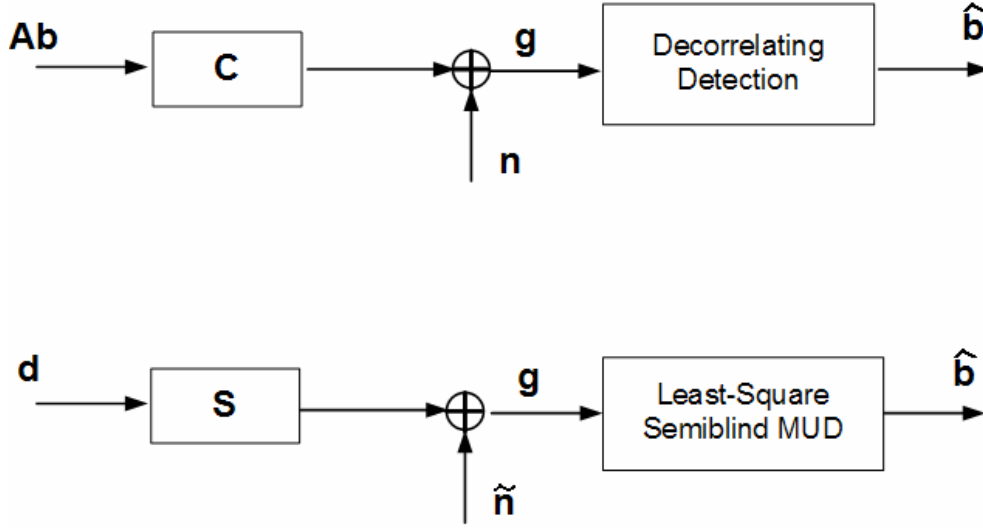 Ab
C
g
Decorrelating
Detection
b̂
n
d
S
g
Least-Square
Semiblind MUD
b̂
ñ